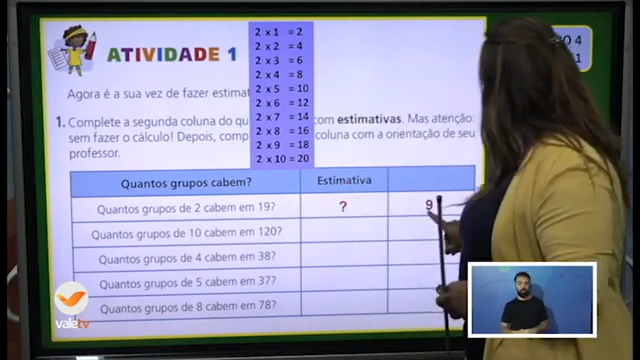 ATIVIDADE 1
2 x 1 = 2
2 x 2 = 4
2 x 3 = 6
2 x 4 = 8
2 x 5 = 10
2 x 6 = 12
2 x 7 = 14
2 x 8 = 16
2 x 9 = 18
2 x 10 = 20
4
1
Agora é a sua vez de fazer estimat
1. Complete a segunda coluna do qu com estimativas. Mas atenção:
sem fazer o cálculo! Depois, comp coluna com a orientação de seu
professor.
Quantos grupos cabem? Estimativa
Quantos grupos de 2 cabem em 19? ? 9
Quantos grupos de 10 cabem em 120?
Quantos grupos de 4 cabem em 38?
Quantos grupos de 5 cabem em 37?
Quantos grupos de 8 cabem em 78?
valetv